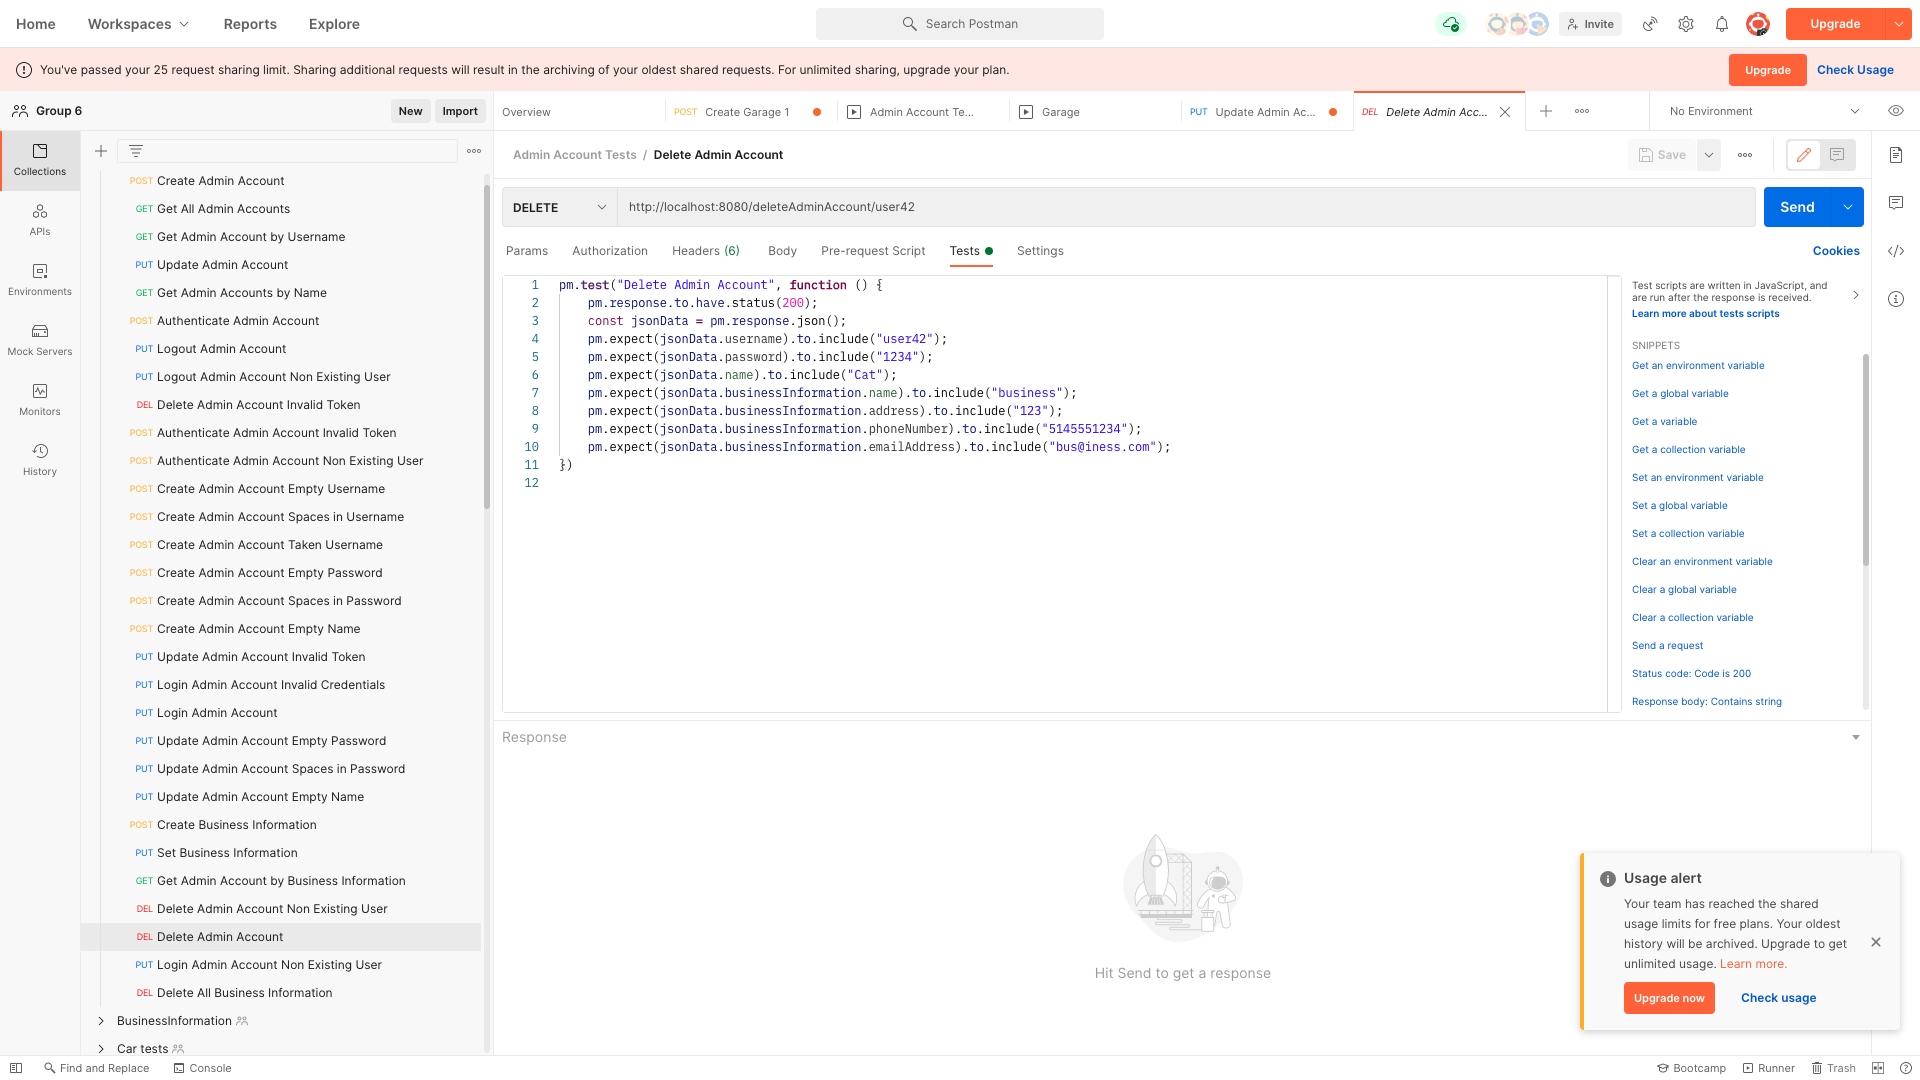 Home
Workspaces
Reports
Explore
Search Postman
Invite
Upgrade
You've passed your 25 request sharing limit. Sharing additional requests will result in the archiving of your oldest shared requests. For unlimited sharing, upgrade your plan.
Upgrade
Check Usage
Group 6
New
Import
Overview
POST Create Garage 1
Admin Account Te...
Garage
PUT Update Admin Ac...
DEL Delete Admin Acc...
No Environment
Collections
APIs
Environments
Mock Servers
Monitors
History
POST Create Admin Account
GET Get All Admin Accounts
GET Get Admin Account by Username
PUT Update Admin Account
GET Get Admin Accounts by Name
POST Authenticate Admin Account
PUT Logout Admin Account
PUT Logout Admin Account Non Existing User
DEL Delete Admin Account Invalid Token
POST Authenticate Admin Account Invalid Token
POST Authenticate Admin Account Non Existing User
POST Create Admin Account Empty Username
POST Create Admin Account Spaces in Username
POST Create Admin Account Taken Username
POST Create Admin Account Empty Password
POST Create Admin Account Spaces in Password
POST Create Admin Account Empty Name
PUT Update Admin Account Invalid Token
PUT Login Admin Account Invalid Credentials
PUT Login Admin Account
PUT Update Admin Account Empty Password
PUT Update Admin Account Spaces in Password
PUT Update Admin Account Empty Name
POST Create Business Information
PUT Set Business Information
GET Get Admin Account by Business Information
DEL Delete Admin Account Non Existing User
DEL Delete Admin Account
PUT Login Admin Account Non Existing User
DEL Delete All Business Information
BusinessInformation
Car tests
Admin Account Tests / Delete Admin Account
Save
DELETE
http://localhost:8080/deleteAdminAccount/user42
Send
Params
Authorization
Headers (6)
Body
Pre-request Script
Tests
Settings
Cookies
1 pm.test("Delete Admin Account", function () {
2 pm.response.to.have.status(200);
3 const jsonData = pm.response.json();
4 pm.expect(jsonData.username).to.include("user42");
5 pm.expect(jsonData.password).to.include("1234");
6 pm.expect(jsonData.name).to.include("Cat");
7 pm.expect(jsonData.businessInformation.name).to.include("business");
8 pm.expect(jsonData.businessInformation.address).to.include("123");
9 pm.expect(jsonData.businessInformation.phoneNumber).to.include("5145551234");
10 pm.expect(jsonData.businessInformation.emailAddress).to.include("bus@iness.com");
11 })
12
Test scripts are written in JavaScript, and
are run after the response is received.
Learn more about tests scripts
SNIPPETS
Get an environment variable
Get a global variable
Get a variable
Get a collection variable
Set an environment variable
Set a global variable
Set a collection variable
Clear an environment variable
Clear a global variable
Clear a collection variable
Send a request
Status code: Code is 200
Response body: Contains string
Response
Hit Send to get a response
Usage alert
Your team has reached the shared
usage limits for free plans. Your oldest
history will be archived. Upgrade to get
unlimited usage. Learn more.
Upgrade now
Check usage
Find and Replace
Console
Bootcamp
Runner
Trash